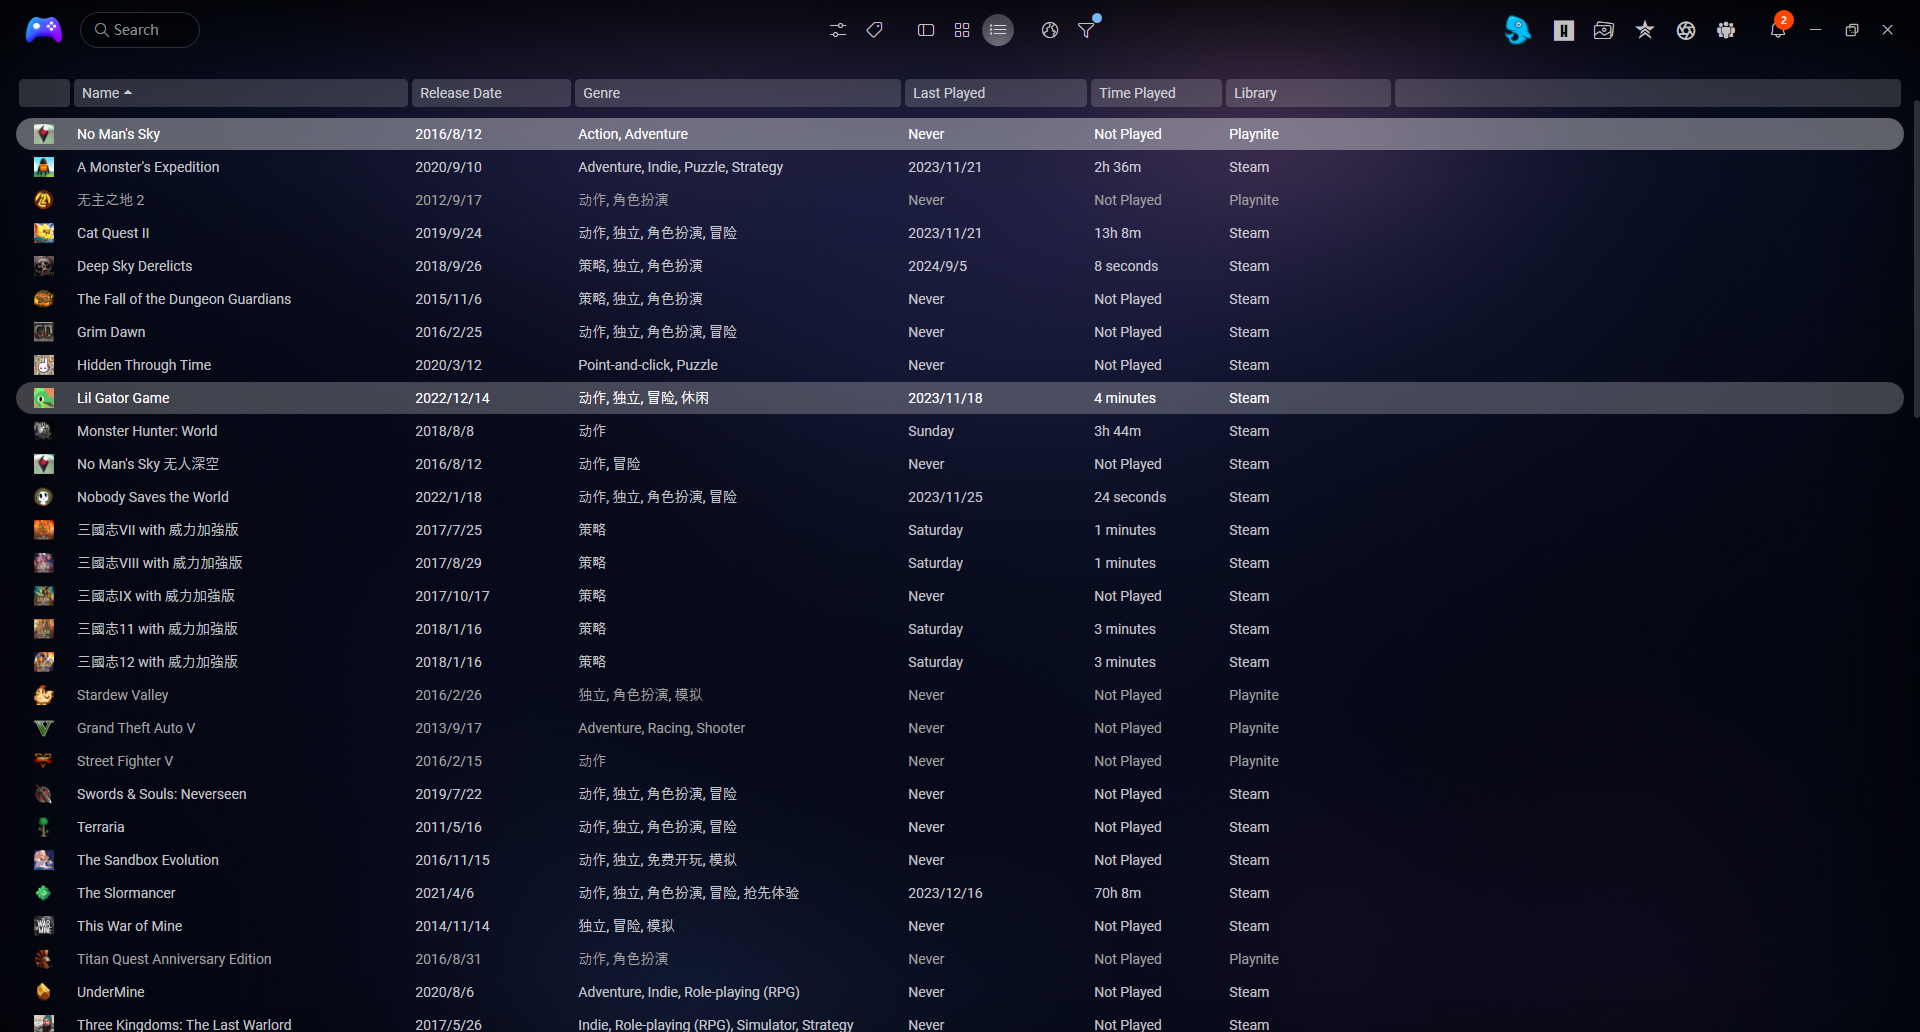 Search
2
Name Release Date Genre Last Played Time Played Library
No Man's Sky 2016/8/12 Action, Adventure Never Not Played Playnite
A Monster's Expedition 2020/9/10 Adventure, Indie, Puzzle, Strategy 2023/11/21 2h 36m Steam
无主之地 2 2012/9/17 动作, 角色扮演 Never Not Played Playnite
Cat Quest II 2019/9/24 动作, 独立, 角色扮演, 冒险 2023/11/21 13h 8m Steam
Deep Sky Derelicts 2018/9/26 策略, 独立, 角色扮演 2024/9/5 8 seconds Steam
The Fall of the Dungeon Guardians 2015/11/6 策略, 独立, 角色扮演 Never Not Played Steam
Grim Dawn 2016/2/25 动作, 独立, 角色扮演, 冒险 Never Not Played Steam
Hidden Through Time 2020/3/12 Point-and-click, Puzzle Never Not Played Steam
Lil Gator Game 2022/12/14 动作, 独立, 冒险, 休闲 2023/11/18 4 minutes Steam
Monster Hunter: World 2018/8/8 动作 Sunday 3h 44m Steam
No Man's Sky 无人深空 2016/8/12 动作, 冒险 Never Not Played Steam
Nobody Saves the World 2022/1/18 动作, 独立, 角色扮演, 冒险 2023/11/25 24 seconds Steam
三國志VII with 威力加強版 2017/7/25 策略 Saturday 1 minutes Steam
三國志VIII with 威力加強版 2017/8/29 策略 Saturday 1 minutes Steam
三國志IX with 威力加強版 2017/10/17 策略 Never Not Played Steam
三國志11 with 威力加強版 2018/1/16 策略 Saturday 3 minutes Steam
三國志12 with 威力加強版 2018/1/16 策略 Saturday 3 minutes Steam
Stardew Valley 2016/2/26 独立, 角色扮演, 模拟 Never Not Played Playnite
Grand Theft Auto V 2013/9/17 Adventure, Racing, Shooter Never Not Played Playnite
Street Fighter V 2016/2/15 动作 Never Not Played Playnite
Swords & Souls: Neverseen 2019/7/22 动作, 独立, 角色扮演, 冒险 Never Not Played Steam
Terraria 2011/5/16 动作, 独立, 角色扮演, 冒险 Never Not Played Steam
The Sandbox Evolution 2016/11/15 动作, 独立, 免费开玩, 模拟 Never Not Played Steam
The Slormancer 2021/4/6 动作, 独立, 角色扮演, 冒险, 抢先体验 2023/12/16 70h 8m Steam
This War of Mine 2014/11/14 独立, 冒险, 模拟 Never Not Played Steam
Titan Quest Anniversary Edition 2016/8/31 动作, 角色扮演 Never Not Played Playnite
UnderMine 2020/8/6 Adventure, Indie, Role-playing (RPG) Never Not Played Steam
Three Kingdoms: The Last Warlord 2017/5/26 Indie, Role-playing (RPG), Simulator, Strategy Never Not Played Steam